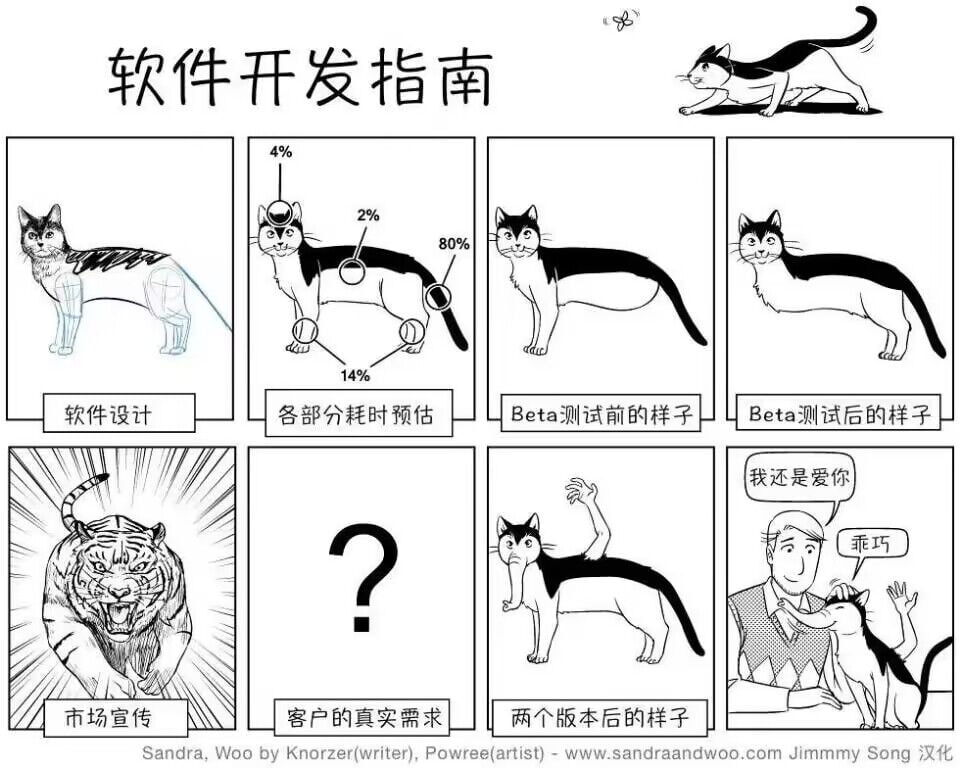 软件开发指南
4%
2%
80%
14%
软件设计
各部分耗时预估
Beta测试前的样子
Beta测试后的样子
市场宣传
?
客户的真实需求
两个版本后的样子
我还是爱你
乖巧
Sandra, Woo by Knorzer(writer), Powree(artist) - www.sandraandwoo.com Jimmmy Song 汉化